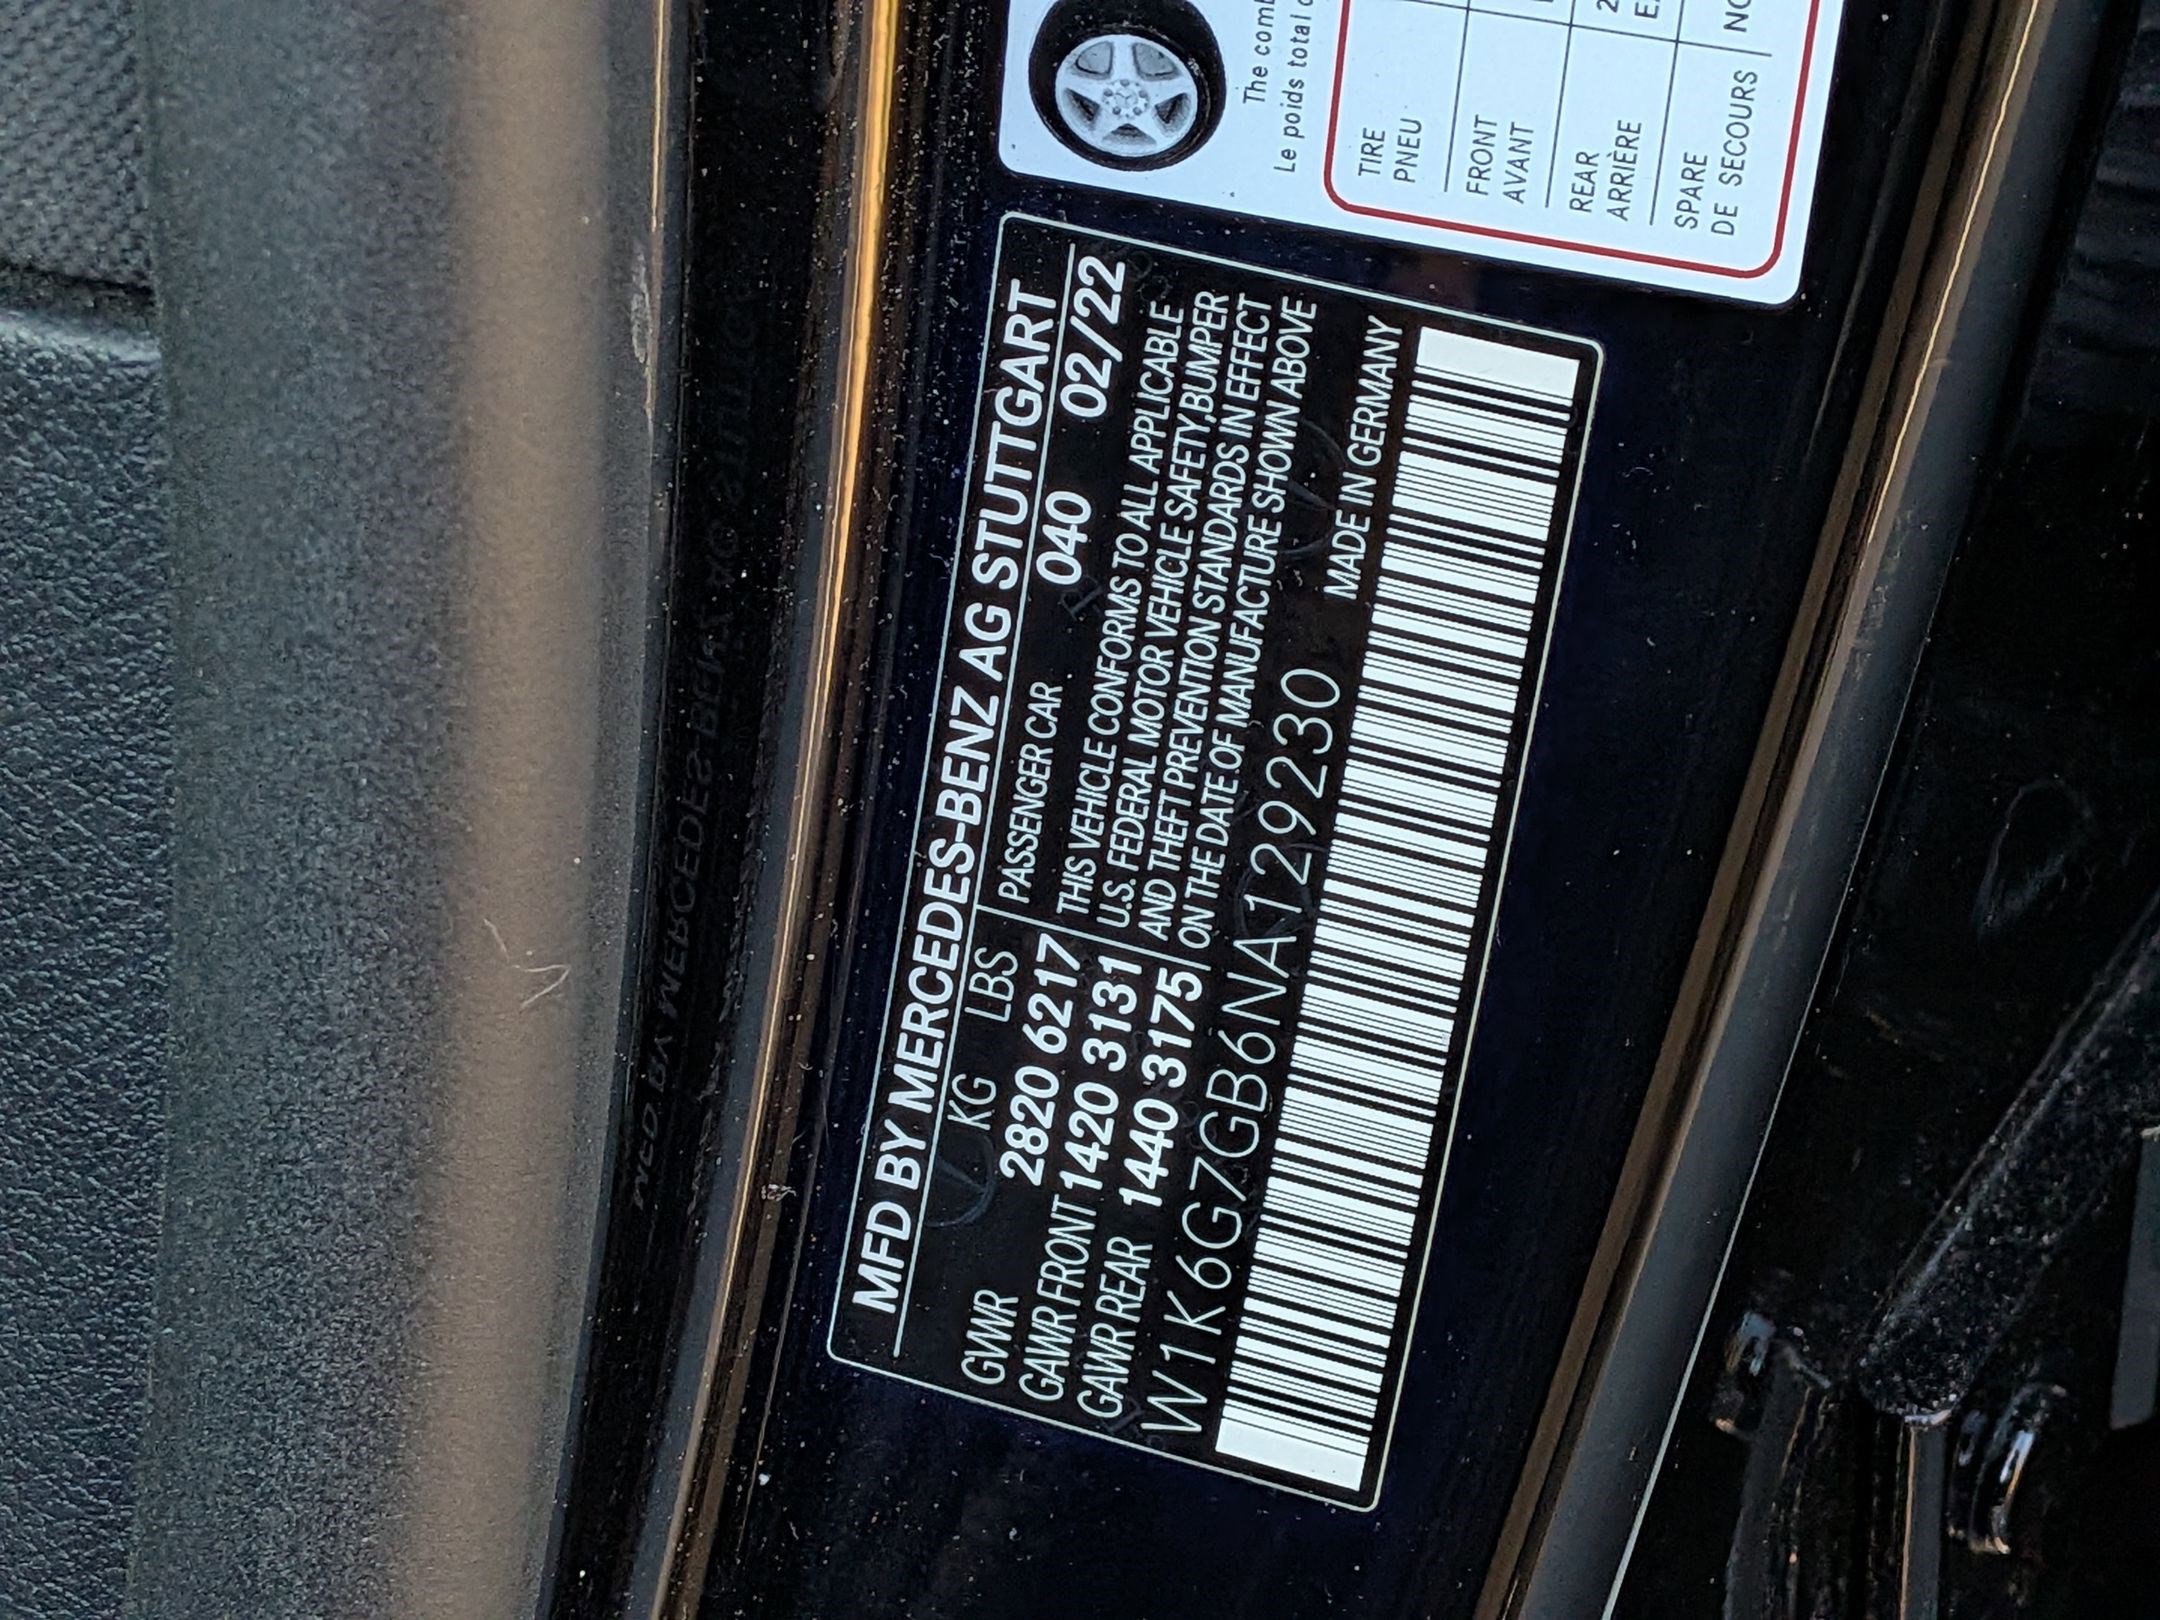 MFD BY MERCEDES-BENZ AG STUTTGART
KG LBS PASSENGER CAR 040 02/22
GWWR 2820 6217
GAWR FRONT 1420 3131
GAWR REAR 1440 3175
THIS VEHICLE CONFORMS TO ALL APPLICABLE
U.S. FEDERAL MOTOR VEHICLE SAFETY,BUMPER
AND THEFT PREVENTION STANDARDS IN EFFECT
ON THE DATE OF MANUFACTURE SHOWN ABOVE
W1K6G7GB6NA129230 MADE IN GERMANY
The
Le poids total
TIRE
PNEU
FRONT
AVANT
REAR
ARRIÈRE
SPARE
DE SECOURS